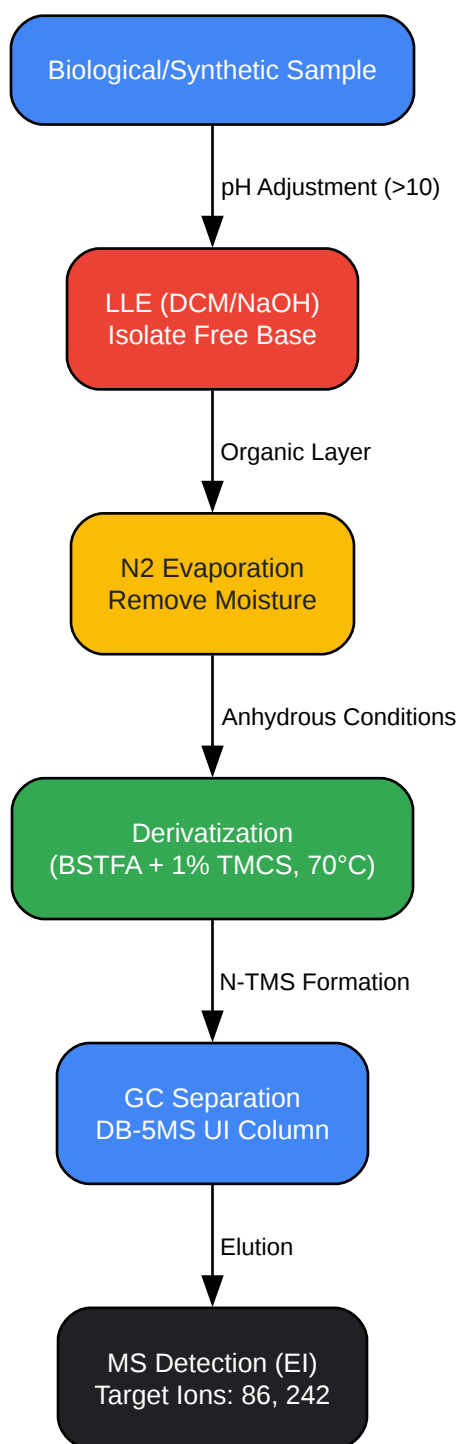 Biological/Synthetic Sample
pH Adjustment (>10)
LLE (DCM/NaOH)
Isolate Free Base
Organic Layer
N2 Evaporation
Remove Moisture
Anhydrous Conditions
Derivatization
(BSTFA + 1% TMCS, 70°C)
N-TMS Formation
GC Separation
DB-5MS UI Column
Elution
MS Detection (EI)
Target Ions: 86, 242